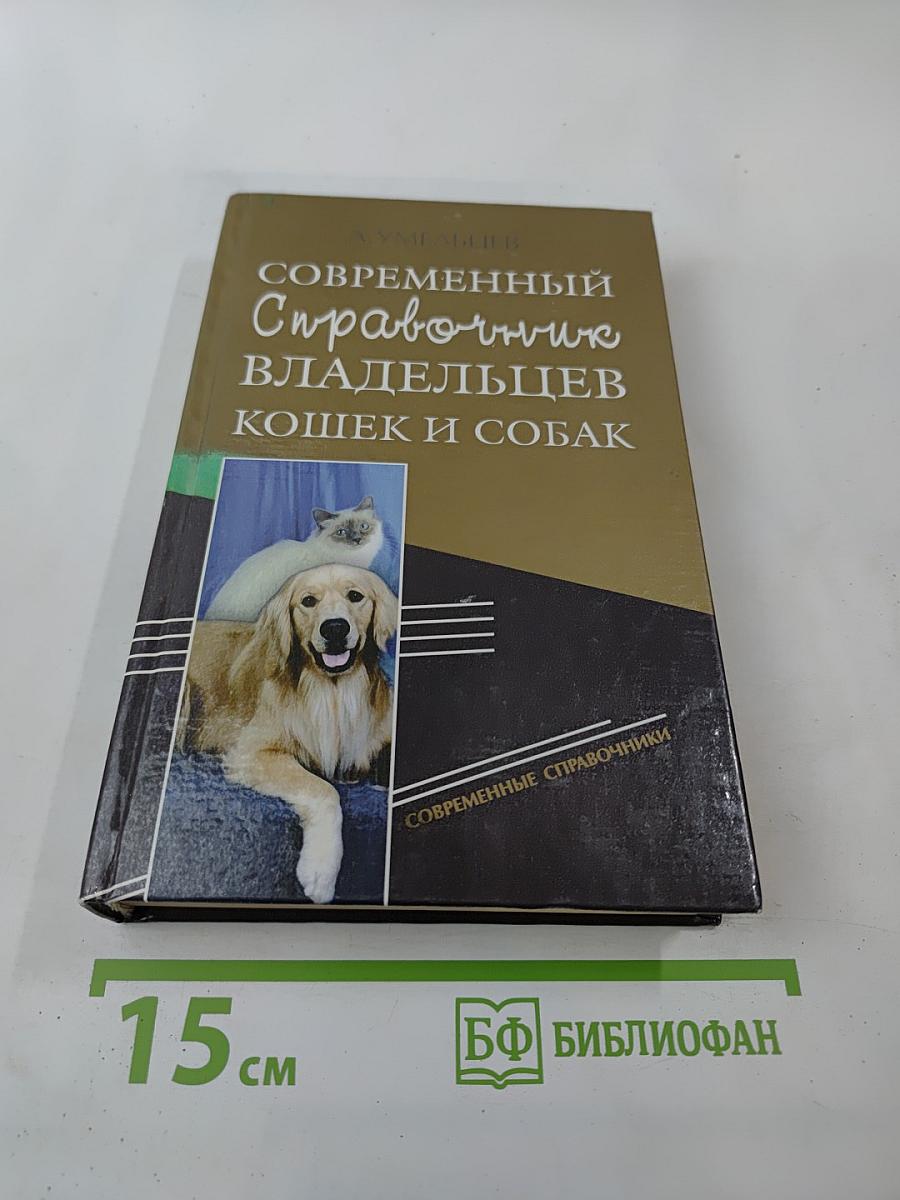 А. УМЕЛЬЦЕВ
СОВРЕМЕННЫЙ
Справочник
ВЛАДЕЛЬЦЕВ
КОШЕК И СОБАК
СОВРЕМЕННЫЕ СПРАВОЧНИКИ
15 см
БФ БИБЛИОФАН